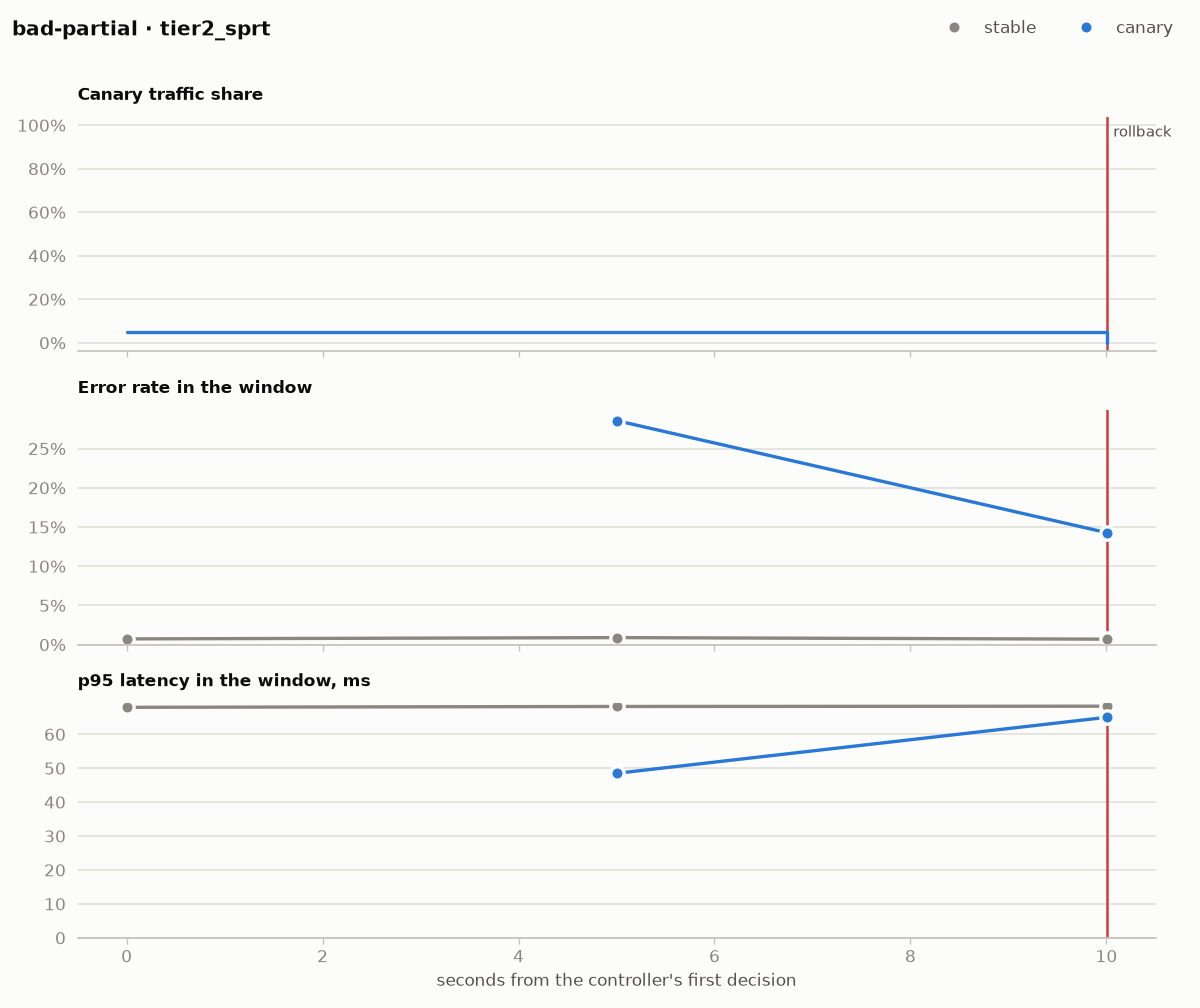 bad-partial · tier2_sprt
stable
canary
Canary traffic share
100%
rollback
80%
60%
40%
20%
0%
Error rate in the window
25%
20%
15%
10%
5%
0%
p95 latency in the window, ms
60
50
40
30
20
10
0
0 2 4 6 8 10
seconds from the controller's first decision